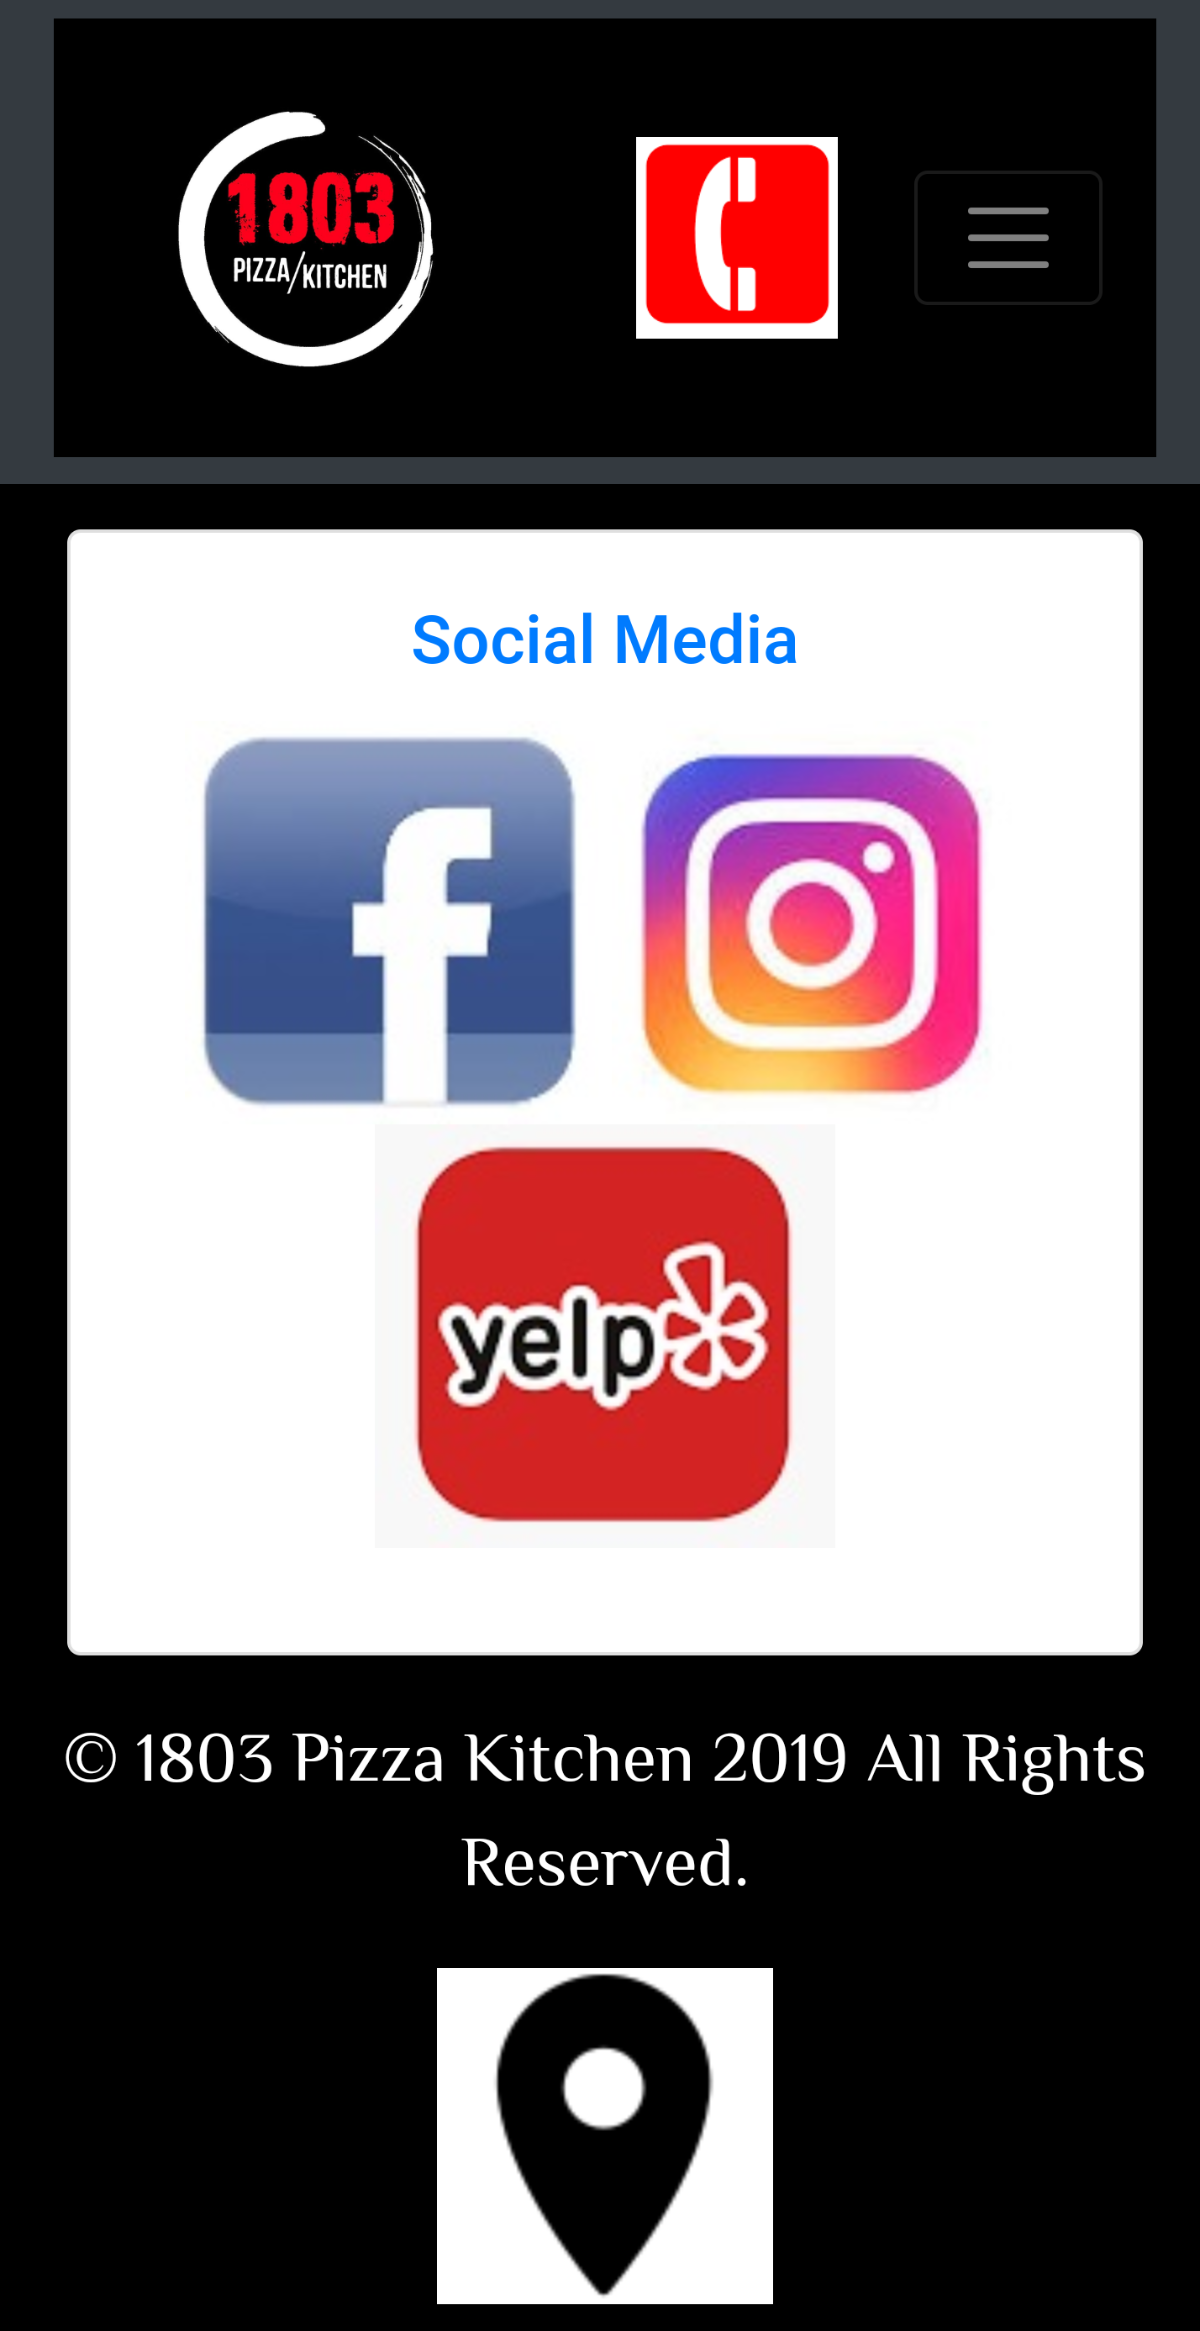 1803
PIZZA/KITCHEN
Social Media
yelp
© 1803 Pizza Kitchen 2019 All Rights
Reserved.